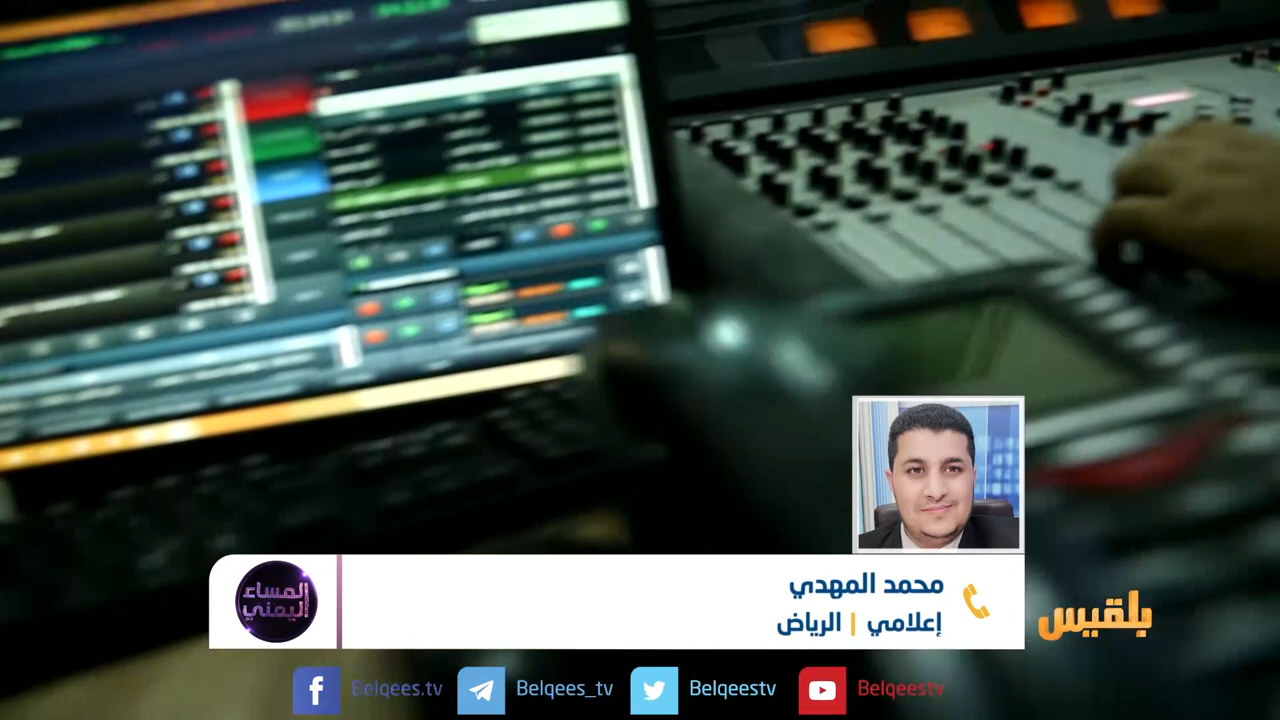 محمد المهدي
إعلامي | الرياض
المساء
اليمني
بلقيس
Belqees.tv
Belqees_tv
Belqeestv
Belqeestv